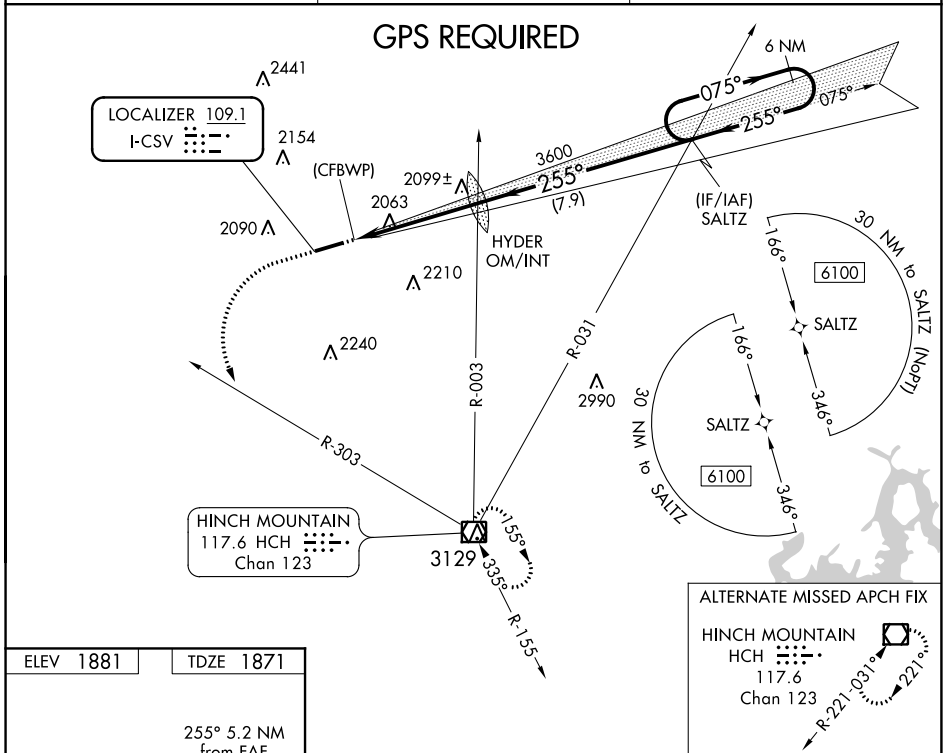 GPS REQUIRED
6 NM
2441
075°
LOCALIZER 109.1
I-CSV
255°
075°
2154
(CFBWP)
3600
2099±
255°
(7.9)
2063
(IF/IAF)
SALTZ
2090
HYDER
OM/INT
30 NM to SALTZ (NoPT)
166°
6100
2210
SALTZ
R-031
166°
2240
R-003
346°
2990
30 NM to SALTZ
SALTZ
R-303
6100
346°
HINCH MOUNTAIN
117.6 HCH
Chan 123
155°
3129
335°
R-155
ALTERNATE MISSED APCH FIX
HINCH MOUNTAIN
HCH
117.6
Chan 123
221°
R-221-031°
ELEV 1881
TDZE 1871
255° 5.2 NM
from FAF